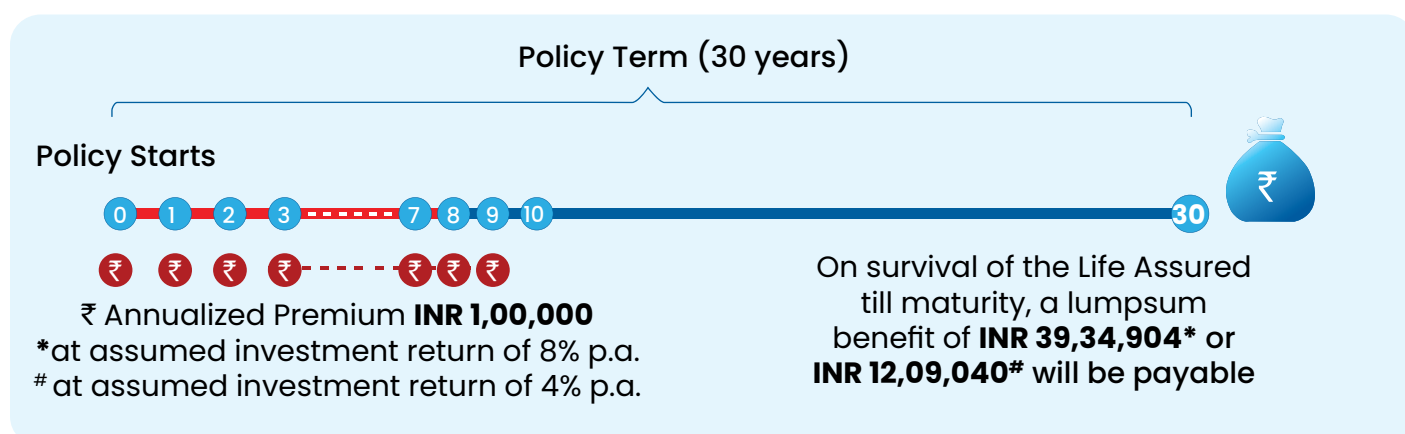 Policy Term (30 years)
Policy Starts
₹
0 1 2 3 7 8 9 10 30
₹ ₹ ₹ ₹ ₹ ₹ ₹
₹ Annualized Premium INR 1,00,000
*at assumed investment return of 8% p.a.
# at assumed investment return of 4% p.a.
On survival of the Life Assured
till maturity, a lumpsum
benefit of INR 39,34,904* or
INR 12,09,040# will be payable